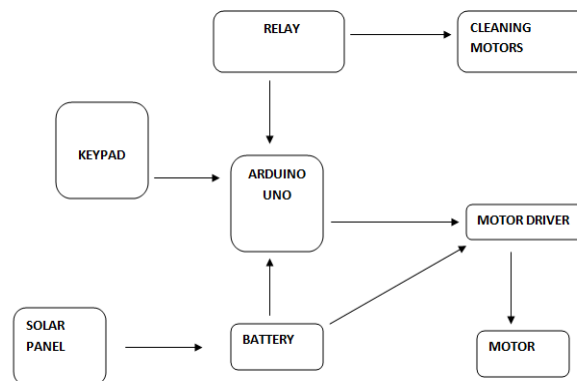 RELAY
CLEANING
MOTORS
KEYPAD
ARDUINO
UNO
MOTOR DRIVER
SOLAR
PANEL
BATTERY
MOTOR